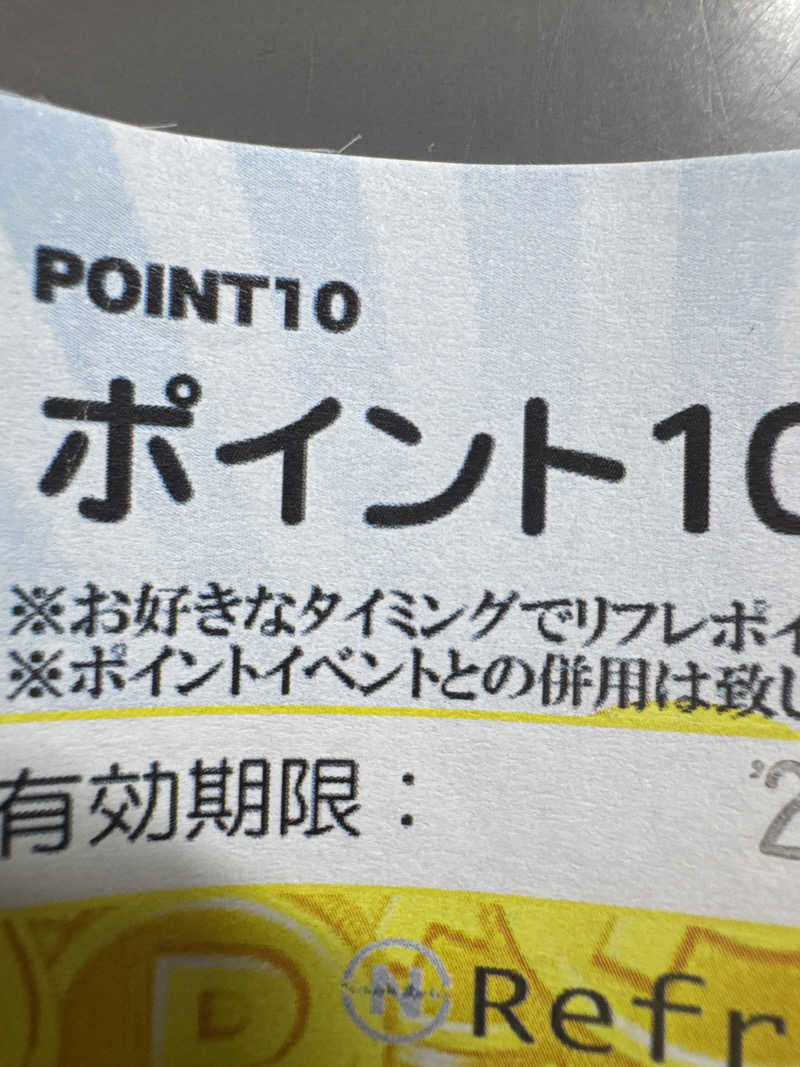 POINT10
ポイント10
※お好きなタイミングでリフレポイ
※ポイントイベントとの併用は致し
有効期限：
'2
P
N
Refr